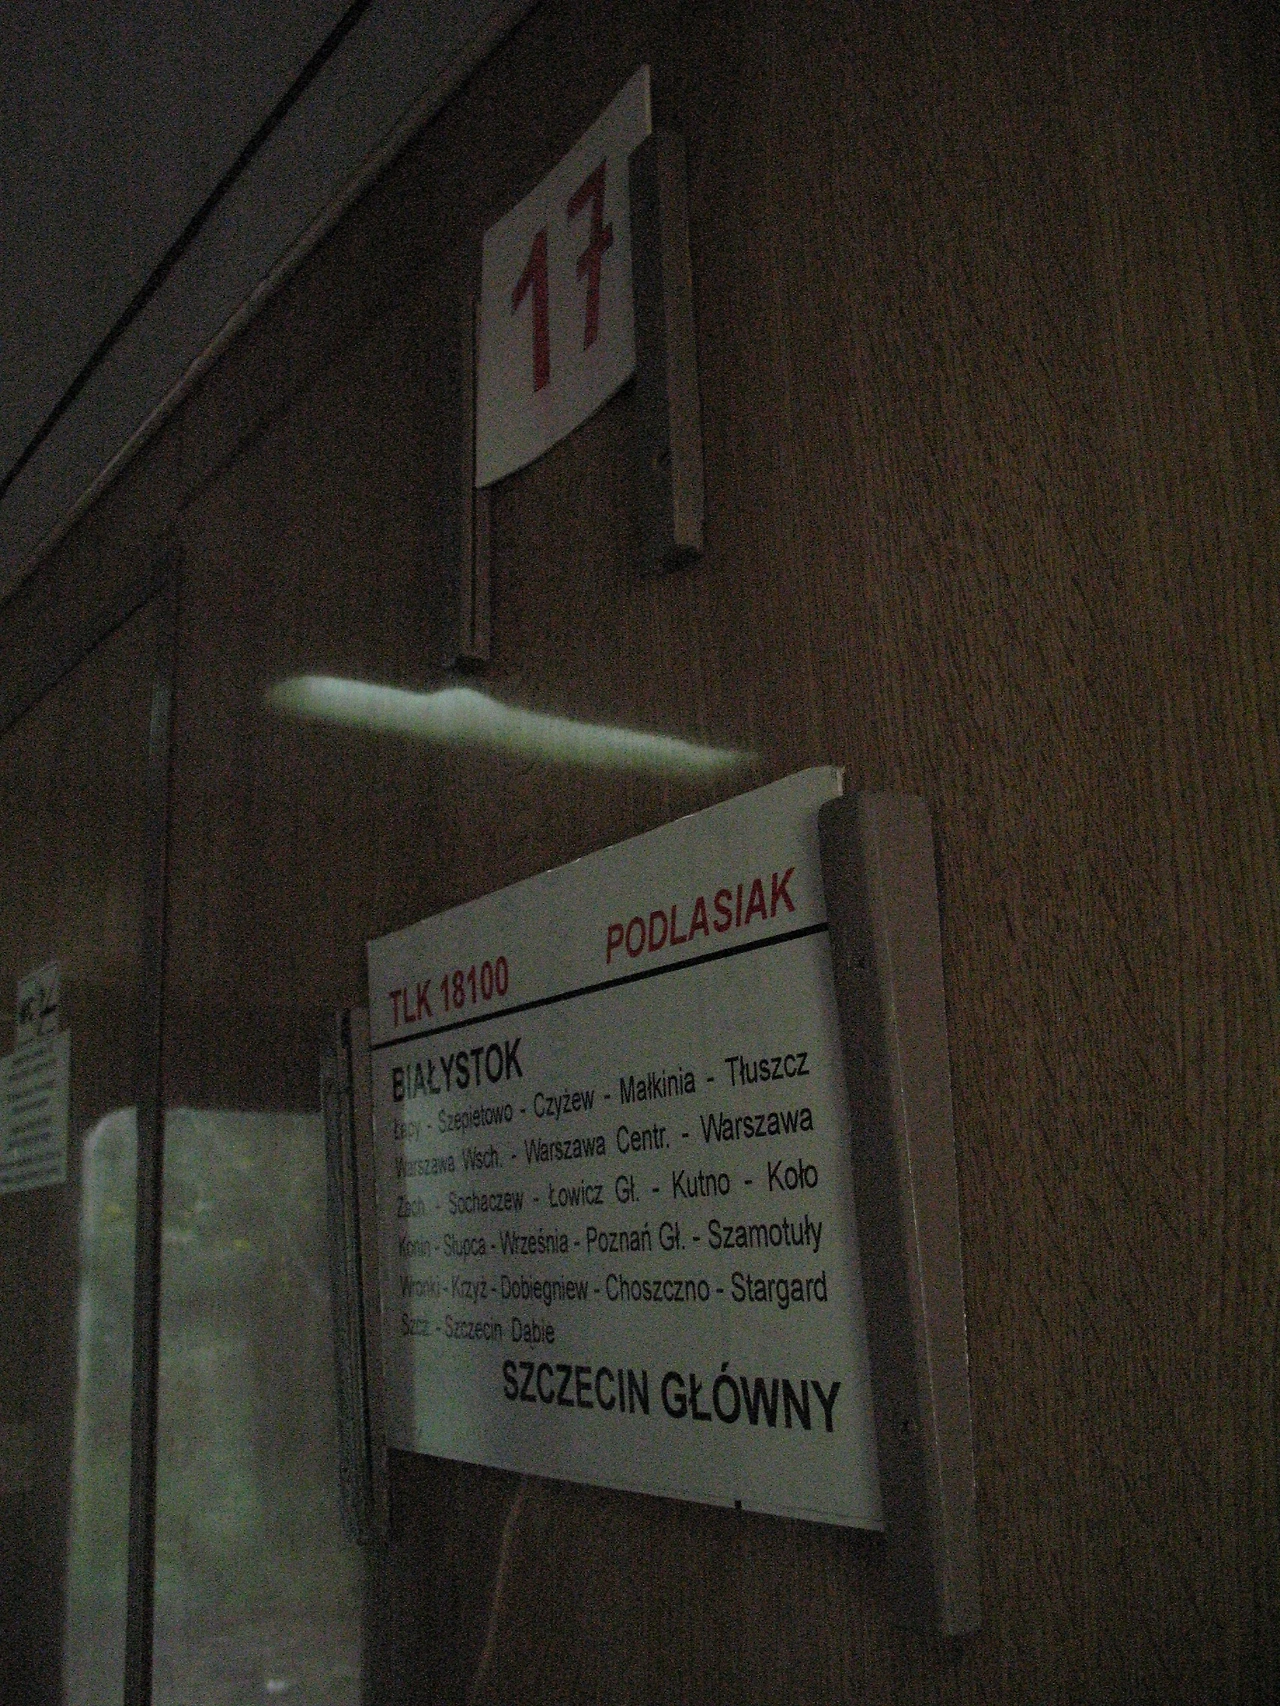 17
TLK 18100 PODLASIAK
BIAŁYSTOK
Łapy - Szepietowo - Czyżew - Małkinia - Tłuszcz
Warszawa Wsch. - Warszawa Centr. - Warszawa
Zach. - Sochaczew - Łowicz Gł. - Kutno - Koło
Konin - Słupca - Września - Poznań Gł. - Szamotuły
Wronki - Krzyż - Dobiegniew - Choszczno - Stargard
Szcz. - Szczecin Dąbie
SZCZECIN GŁÓWNY